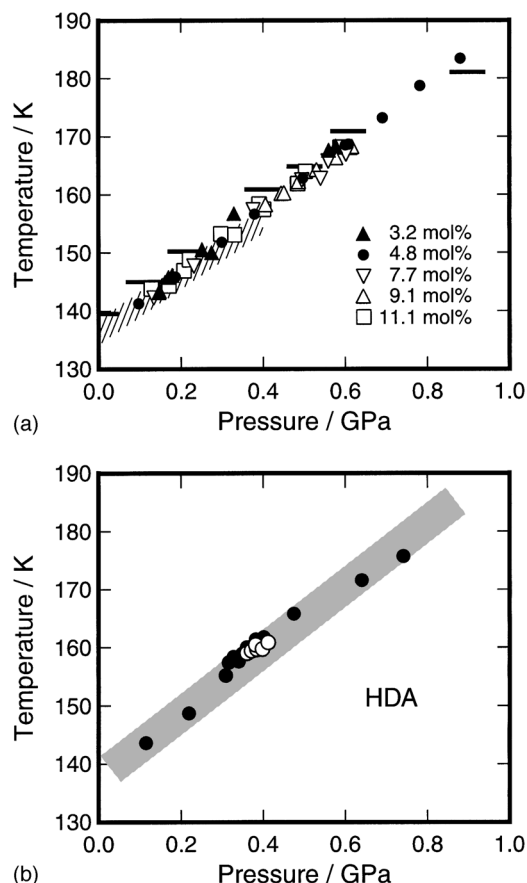 190
180
170
160
150
140
130
Temperature / K
3.2 mol%
4.8 mol%
7.7 mol%
9.1 mol%
11.1 mol%
0.0 0.2 0.4 0.6 0.8 1.0
Pressure / GPa
(a)
190
180
170
160
150
140
130
Temperature / K
HDA
0.0 0.2 0.4 0.6 0.8 1.0
Pressure / GPa
(b)